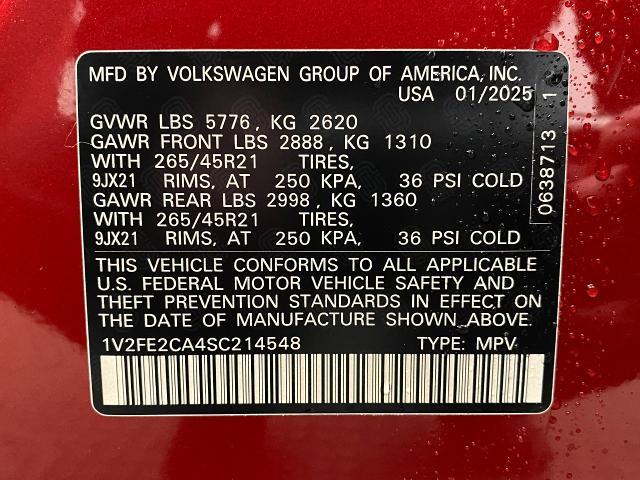 MFD BY VOLKSWAGEN GROUP OF AMERICA, INC.
USA 01/2025
GVWR LBS 5776, KG 2620
GAWR FRONT LBS 2888, KG 1310
WITH 265/45R21 TIRES,
9JX21 RIMS, AT 250 KPA, 36 PSI COLD
GAWR REAR LBS 2998, KG 1360
WITH 265/45R21 TIRES,
9JX21 RIMS, AT 250 KPA, 36 PSI COLD
0638713 1
THIS VEHICLE CONFORMS TO ALL APPLICABLE
U.S. FEDERAL MOTOR VEHICLE SAFETY AND
THEFT PREVENTION STANDARDS IN EFFECT ON
THE DATE OF MANUFACTURE SHOWN ABOVE.
1V2FE2CA4SC214548 TYPE: MPV